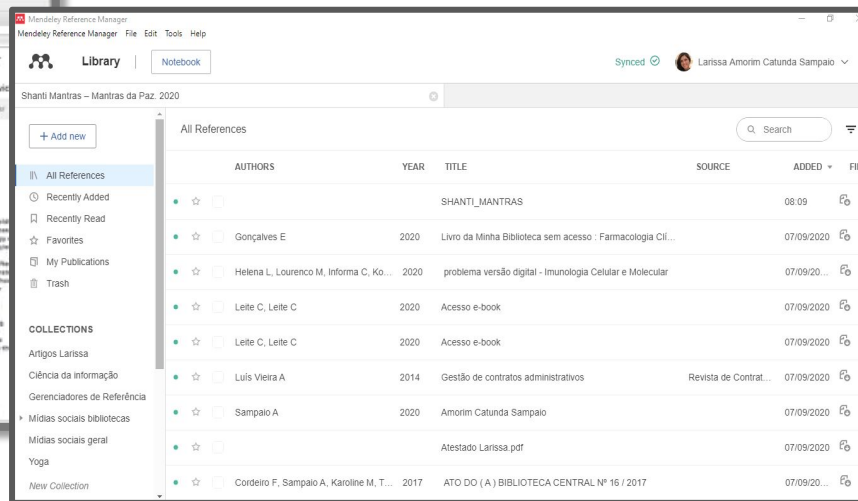 Mendeley Reference Manager
Mendeley Reference Manager File Edit Tools Help
Library Notebook Synced Larissa Amorim Catunda Sampaio
Shanti Mantras – Mantras da Paz. 2020
+ Add new
All References
Recently Added
Recently Read
Favorites
My Publications
Trash
COLLECTIONS
Artigos Larissa
Ciência da informação
Gerenciadores de Referência
Mídias sociais bibliotecas
Mídias sociais geral
Yoga
New Collection
All References Search
AUTHORS YEAR TITLE SOURCE ADDED FI
SHANTI_MANTRAS 08:09
Gonçalves E 2020 Livro da Minha Biblioteca sem acesso : Farmacologia Clí... 07/09/2020
Helena L, Lourenco M, Informa C, Ko... 2020 problema versão digital - Imunologia Celular e Molecular 07/09/20...
Leite C, Leite C 2020 Acesso e-book 07/09/2020
Leite C, Leite C 2020 Acesso e-book 07/09/2020
Luís Vieira A 2014 Gestão de contratos administrativos Revista de Contrat... 07/09/2020
Sampaio A 2020 Amorim Catunda Sampaio 07/09/2020
Atestado Larissa.pdf 07/09/2020
Cordeiro F, Sampaio A, Karoline M, T... 2017 ATO DO ( A ) BIBLIOTECA CENTRAL Nº 16 / 2017 07/09/20...